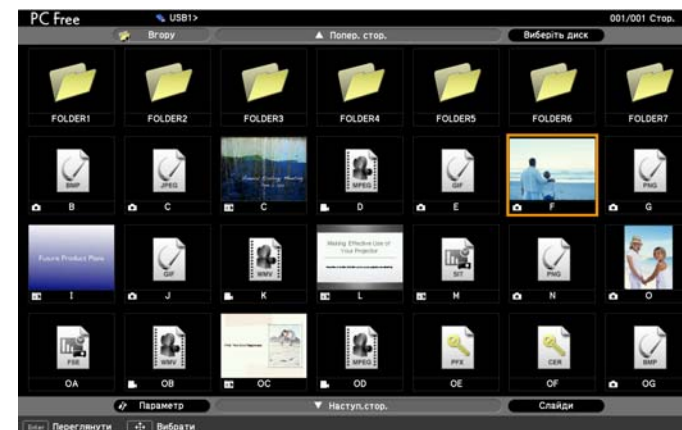 PC Free USB1> 001/001 Стор.
Вгору ▲ Попер. стор. Виберіть диск
FOLDER1 FOLDER2 FOLDER3 FOLDER4 FOLDER5 FOLDER6 FOLDER7
BMP JPEG MPEG GIF PNG
B C C D E F G
Future Product Plans GIF WMV Making Effective Use of
Your Projector SIT PNG
I J K L M N O
FSE WMV MPEG PFX CER BMP
OA OB OC OD OE OF OG
Параметр ▼ Наступ.стор. Слайди
Enter Переглянути Вибрати